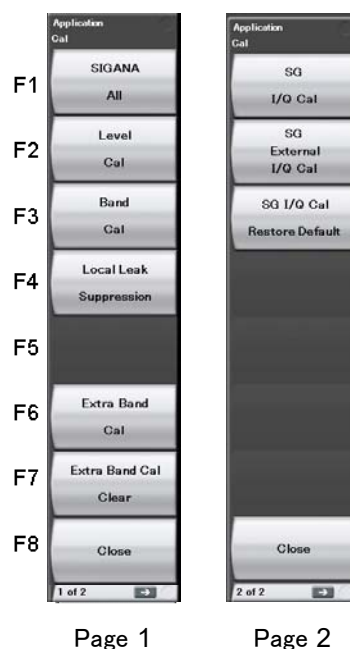 Application
Cal
F1
SIGANA
All
F2
Level
Cal
F3
Band
Cal
F4
Local Leak
Suppression
F5
F6
Extra Band
Cal
F7
Extra Band Cal
Clear
F8
Close
1 of 2
Page 1
Application
Cal
SG
I/Q Cal
SG
External
I/Q Cal
SG I/Q Cal
Restore Default
Close
2 of 2
Page 2